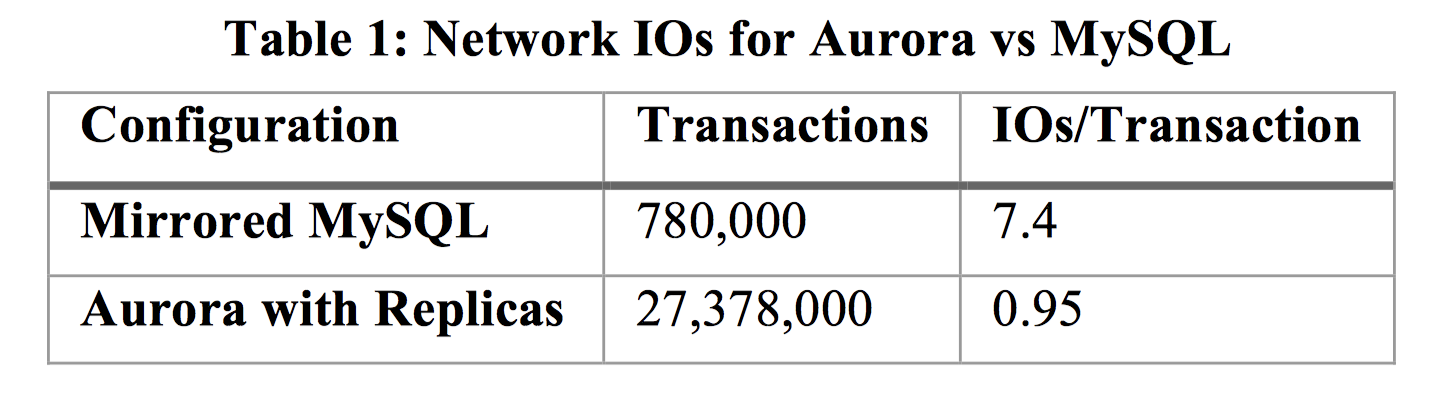 Table 1: Network IOs for Aurora vs MySQL
Configuration Transactions IOs/Transaction
Mirrored MySQL 780,000 7.4
Aurora with Replicas 27,378,000 0.95